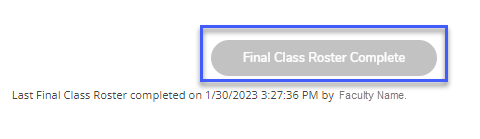 Final Class Roster Complete
Last Final Class Roster completed on 1/30/2023 3:27:36 PM by Faculty Name.